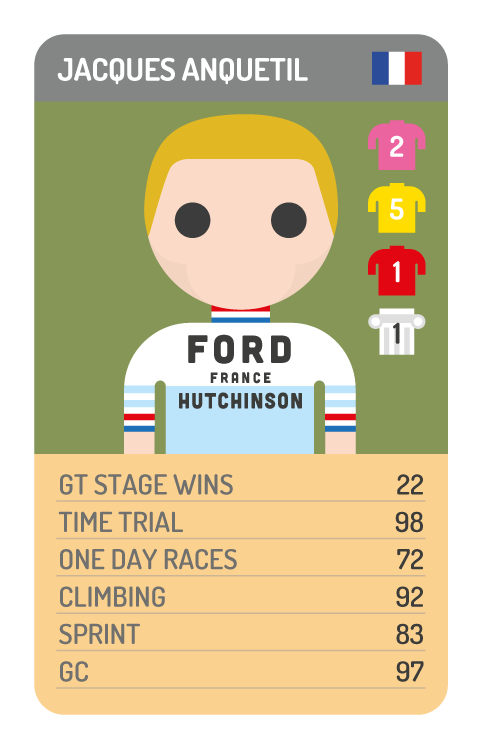 JACQUES ANQUETIL
2
5
1
1
FORD
FRANCE
HUTCHINSON
GT STAGE WINS 22
TIME TRIAL 98
ONE DAY RACES 72
CLIMBING 92
SPRINT 83
GC 97